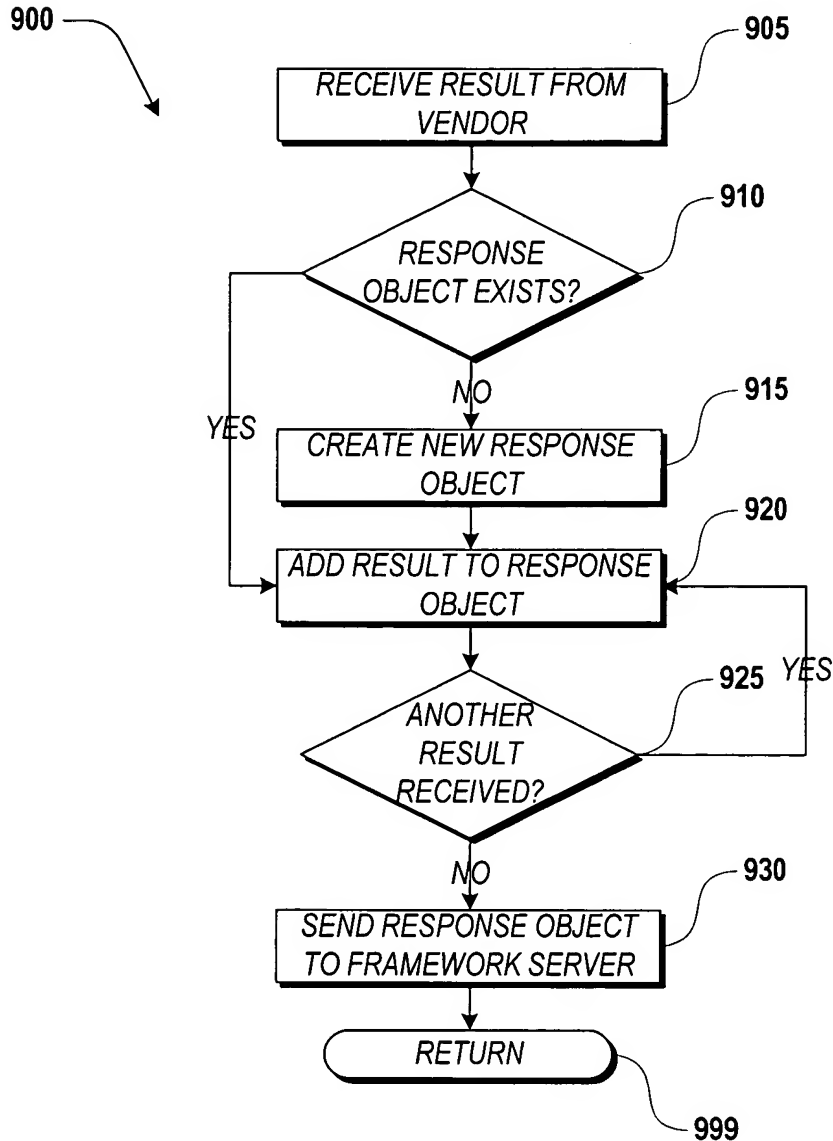 900
905
RECEIVE RESULT FROM
VENDOR
910
RESPONSE
OBJECT EXISTS?
NO
YES
915
CREATE NEW RESPONSE
OBJECT
920
ADD RESULT TO RESPONSE
OBJECT
925
YES
ANOTHER
RESULT
RECEIVED?
NO
930
SEND RESPONSE OBJECT
TO FRAMEWORK SERVER
RETURN
999